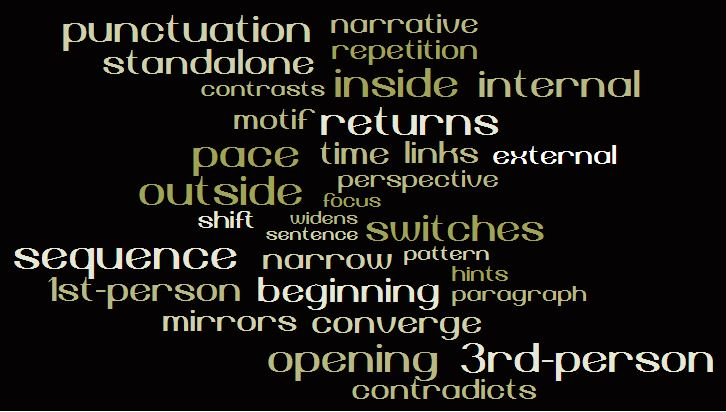 punctuation narrative
standalone repetition
contrasts inside internal
motif returns
pace time links external
outside perspective
focus
shift widens switches
sentence
sequence narrow pattern
hints
1st-person beginning paragraph
mirrors converge
opening 3rd-person
contradicts